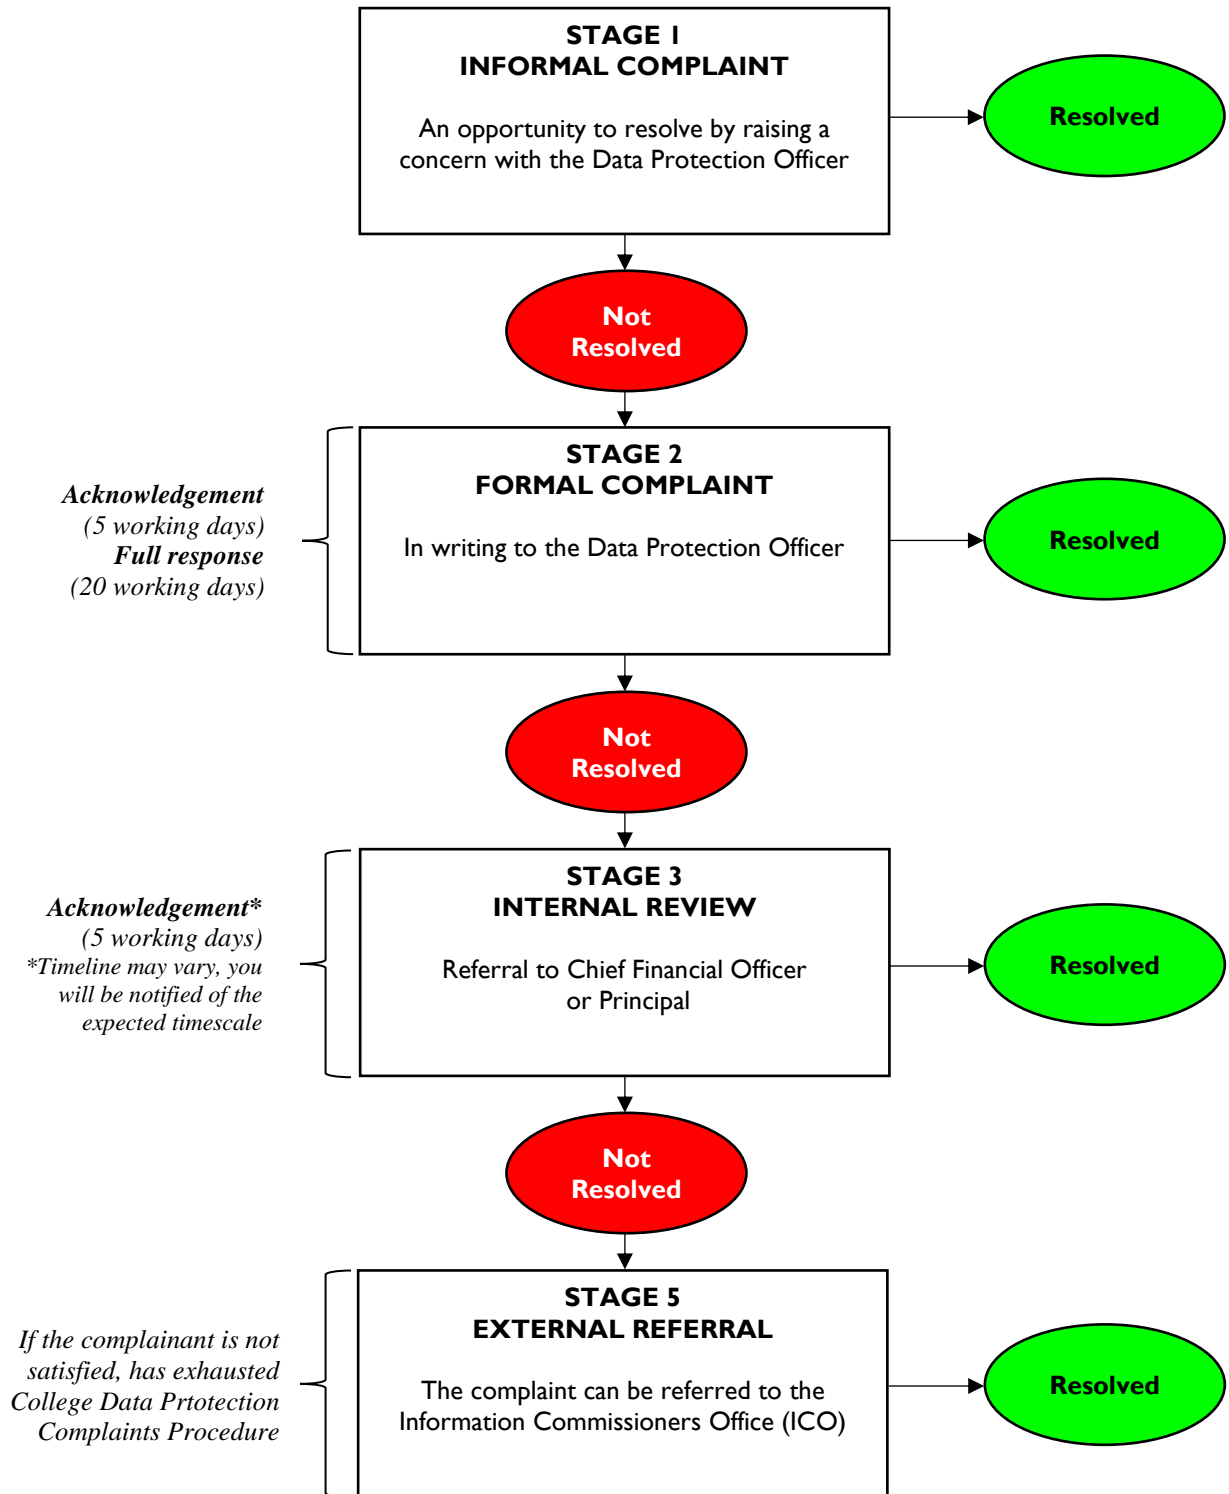 STAGE 1
INFORMAL COMPLAINT
An opportunity to resolve by raising a
concern with the Data Protection Officer
Resolved
Not
Resolved
Acknowledgement
(5 working days)
Full response
(20 working days)
STAGE 2
FORMAL COMPLAINT
In writing to the Data Protection Officer
Resolved
Not
Resolved
Acknowledgement*
(5 working days)
*Timeline may vary, you
will be notified of the
expected timescale
STAGE 3
INTERNAL REVIEW
Referral to Chief Financial Officer
or Principal
Resolved
Not
Resolved
If the complainant is not
satisfied, has exhausted
College Data Prtotection
Complaints Procedure
STAGE 5
EXTERNAL REFERRAL
The complaint can be referred to the
Information Commissioners Office (ICO)
Resolved